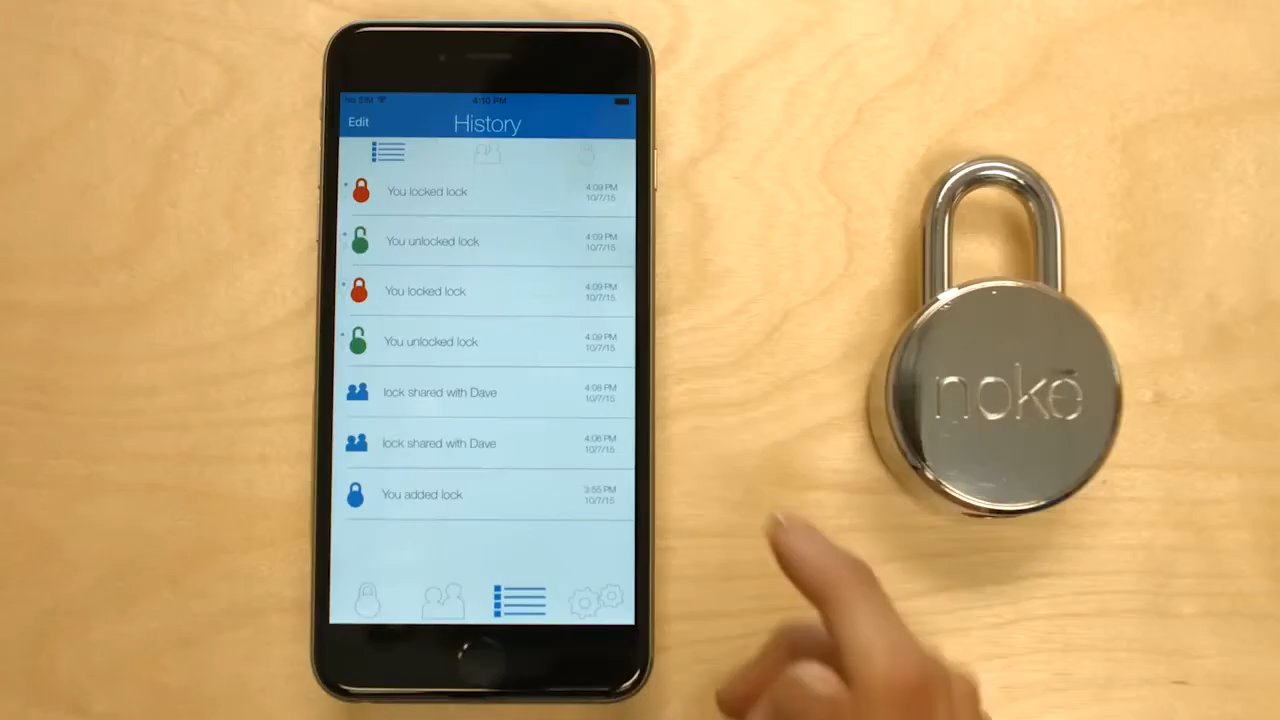 No SIM 4:10 PM
Edit History
You locked lock 4:09 PM
10/7/15
You unlocked lock 4:09 PM
10/7/15
You locked lock 4:09 PM
10/7/15
You unlocked lock 4:09 PM
10/7/15
lock shared with Dave 4:08 PM
10/7/15
lock shared with Dave 4:06 PM
10/7/15
You added lock 3:55 PM
10/7/15
nokē